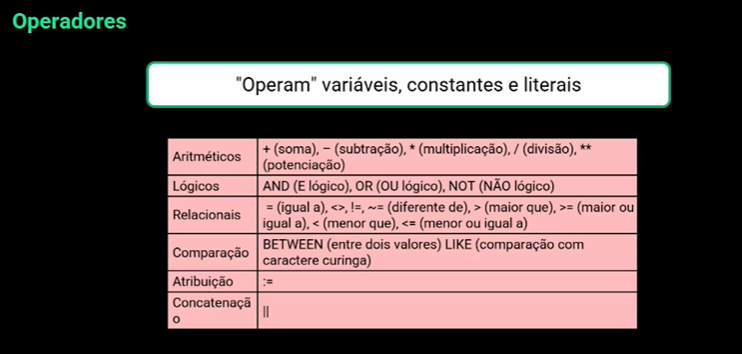 Operadores
"Operam" variáveis, constantes e literais
Aritméticos
+ (soma), – (subtração), * (multiplicação), / (divisão), **
(potenciação)
Lógicos
AND (E lógico), OR (OU lógico), NOT (NÃO lógico)
Relacionais
= (igual a), <>, !=, ~= (diferente de), > (maior que), >= (maior ou
igual a), < (menor que), <= (menor ou igual a)
Comparação
BETWEEN (entre dois valores) LIKE (comparação com
caractere curinga)
Atribuição
:=
Concatenaçã
o
||